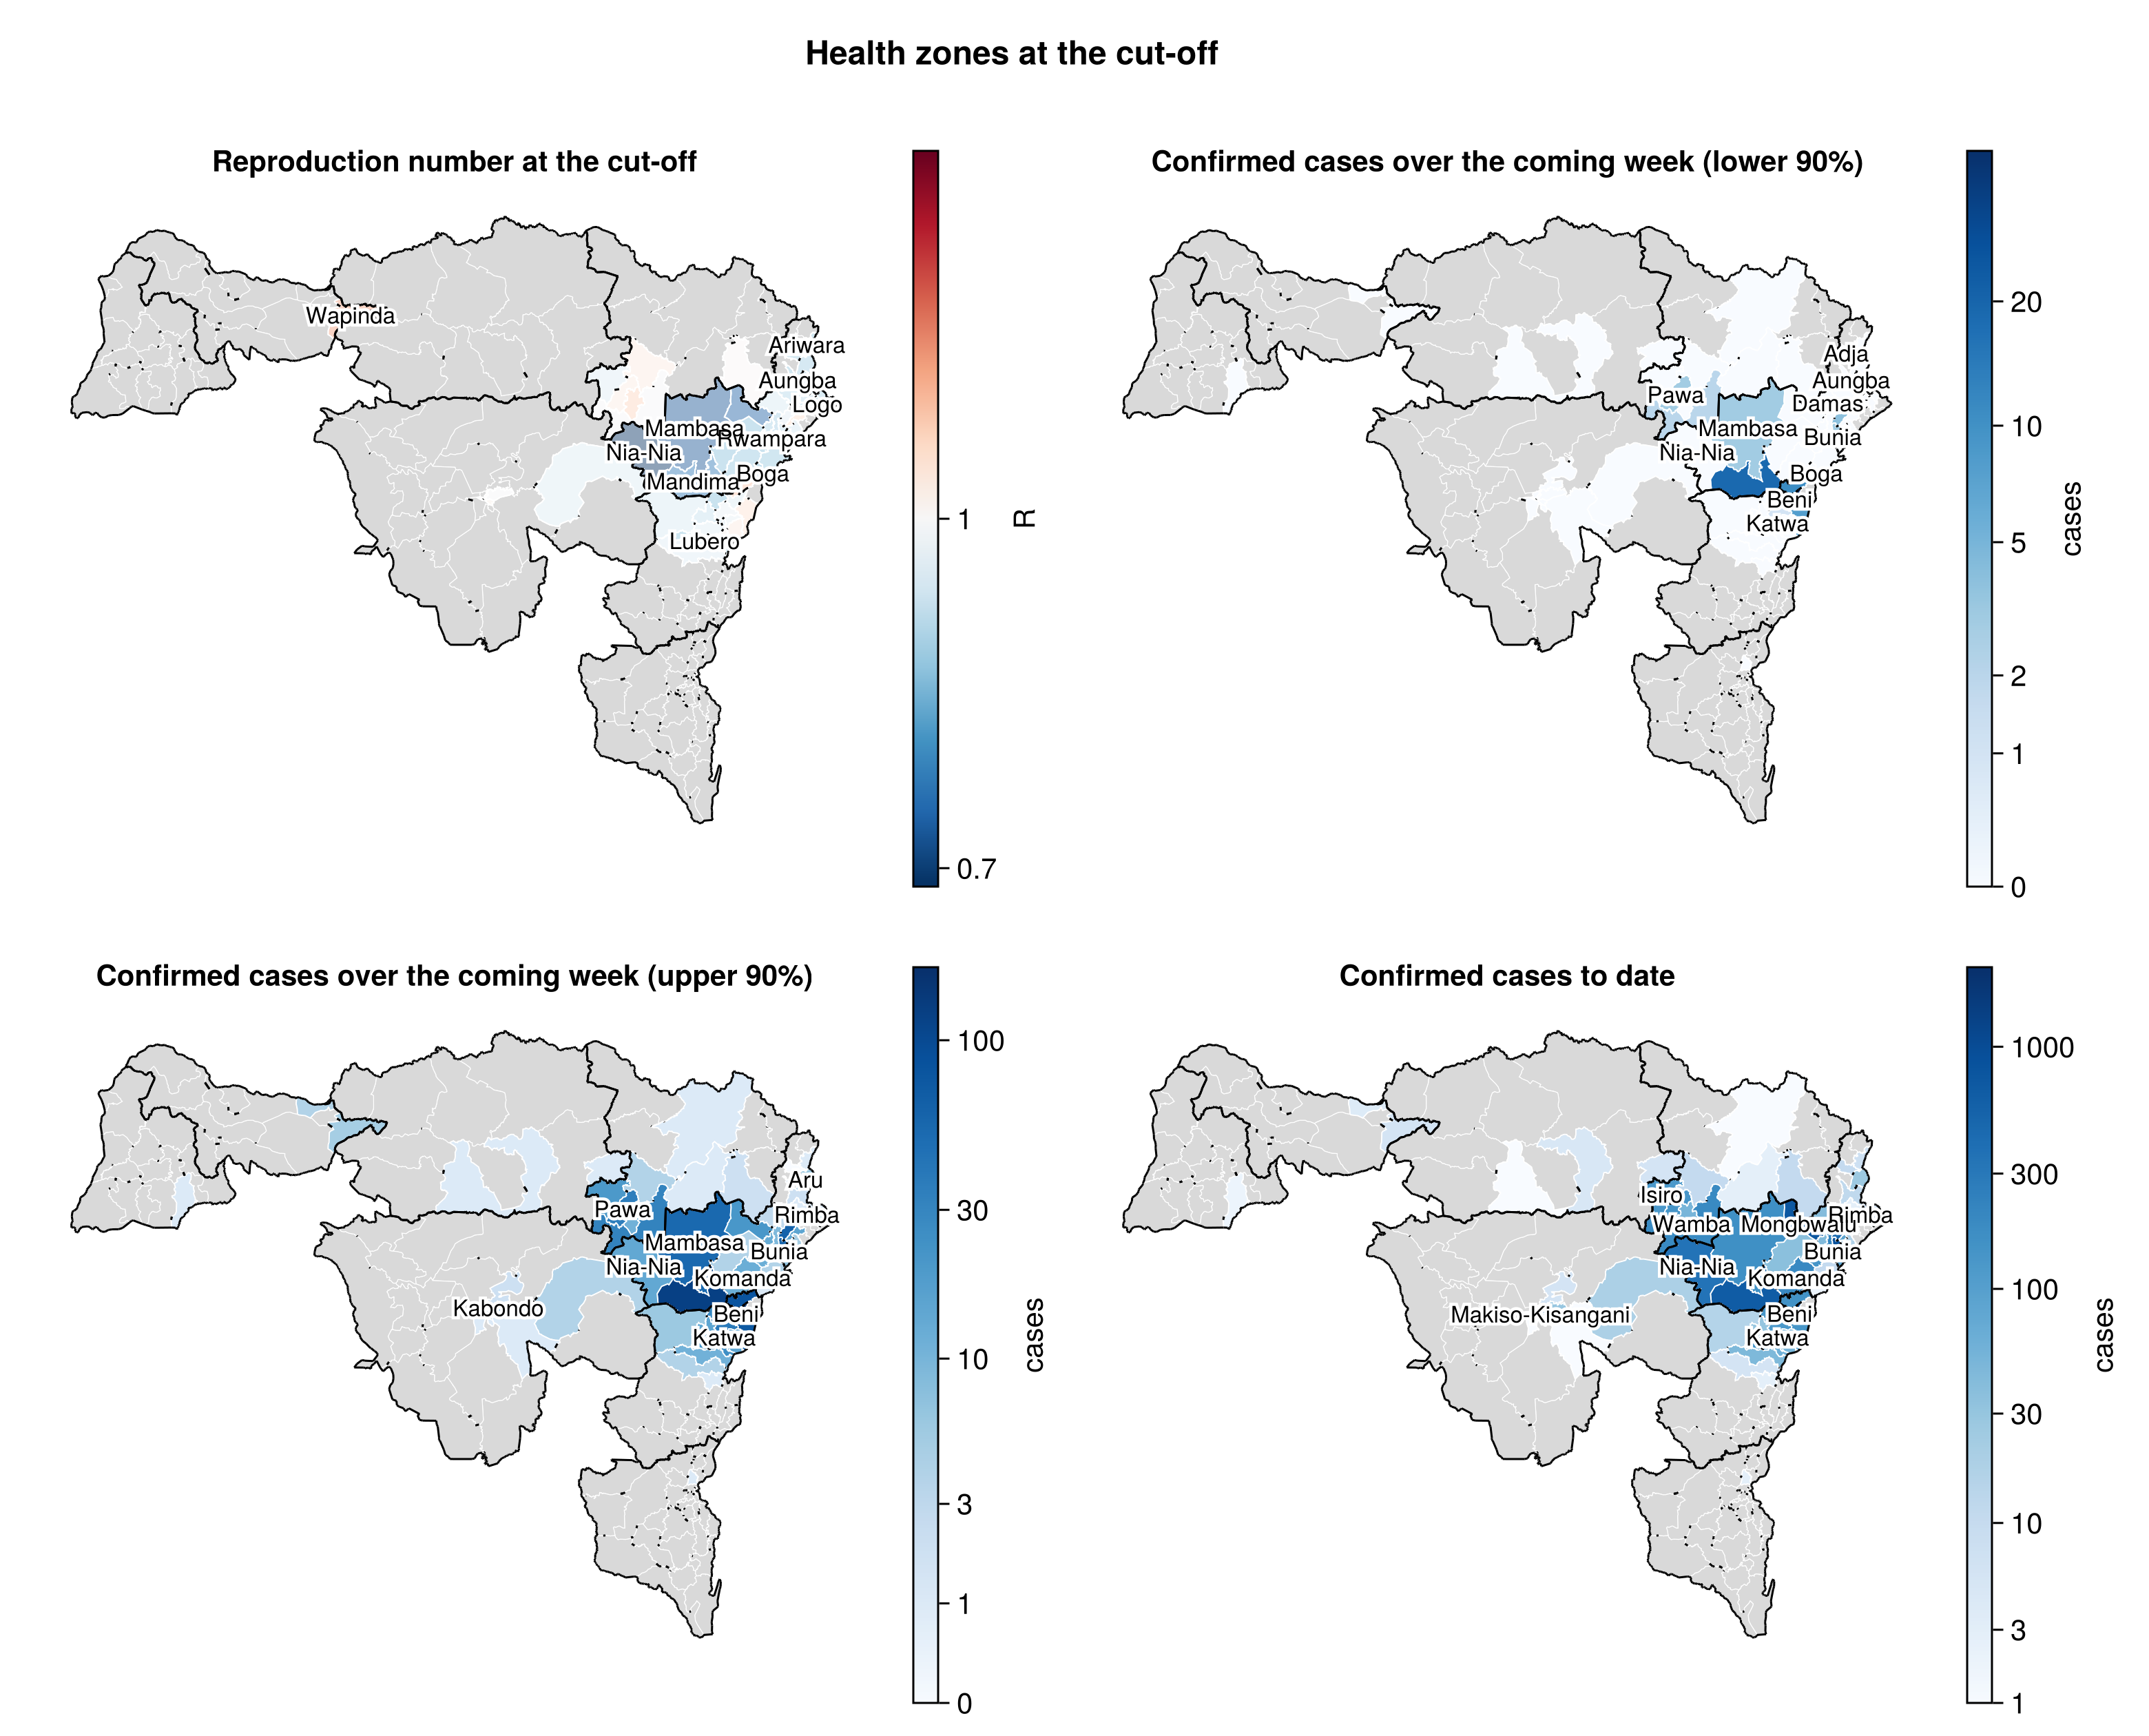 Health zones at the cut-off
Reproduction number at the cut-off
Wapinda
Ariwara
Aungba
Logo
Mambasa
Rwampara
Nia-Nia
Mandima
Boga
Lubero
1
0.7
R
Confirmed cases over the coming week (lower 90%)
Adja
Aungba
Pawa
Damas
Mambasa
Bunia
Nia-Nia
Boga
Beni
Katwa
20
10
5
2
1
0
cases
Confirmed cases over the coming week (upper 90%)
Aru
Pawa
Rimba
Mambasa
Bunia
Nia-Nia
Komanda
Kabondo
Beni
Katwa
100
30
10
3
1
0
cases
Confirmed cases to date
Isiro
Wamba
Mongbwalu
Rimba
Bunia
Nia-Nia
Komanda
Makiso-Kisangani
Beni
Katwa
1000
300
100
30
10
3
1
cases